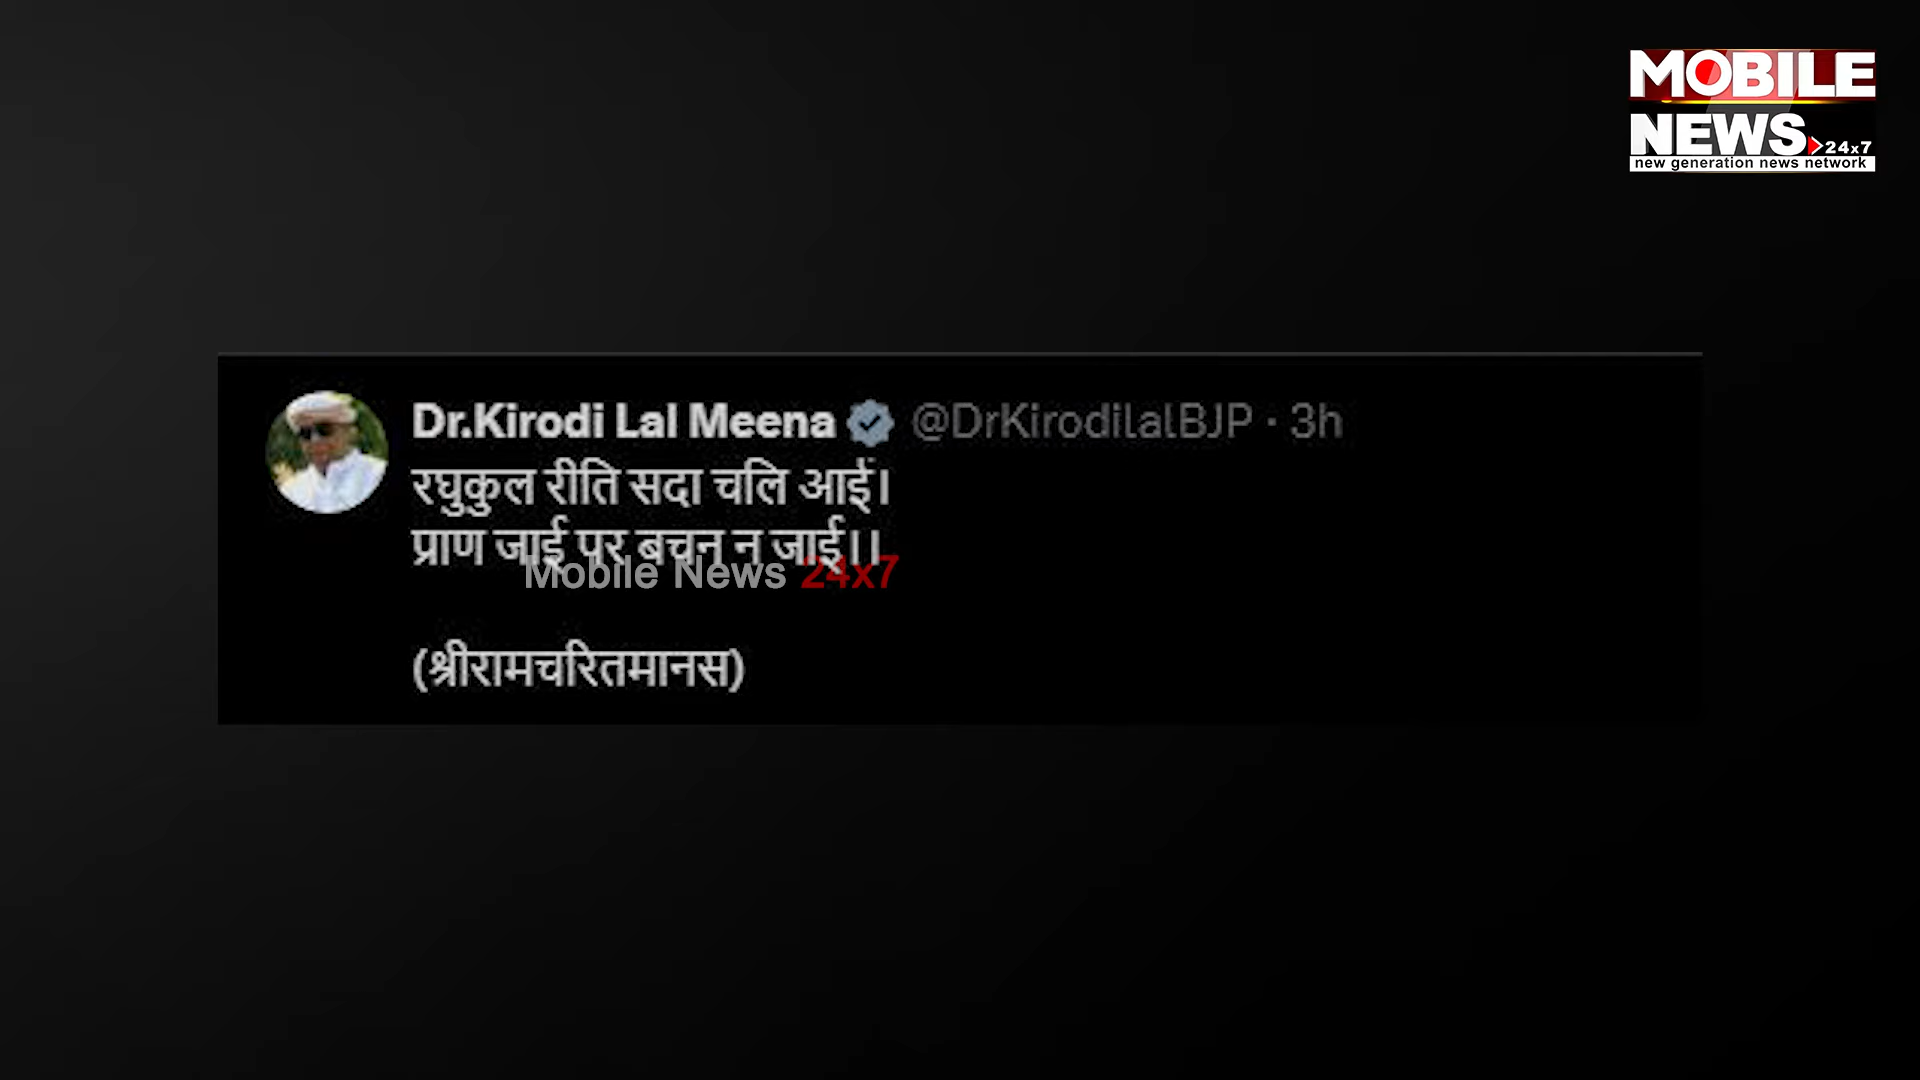 MOBILE
NEWS 24x7
new generation news network
Dr.Kirodi Lal Meena @DrKirodilalBJP · 3h
रघुकुल रीति सदा चलि आई।
प्राण जाई पर बचन न जाई।।
Mobile News 24x7
(श्रीरामचरितमानस)